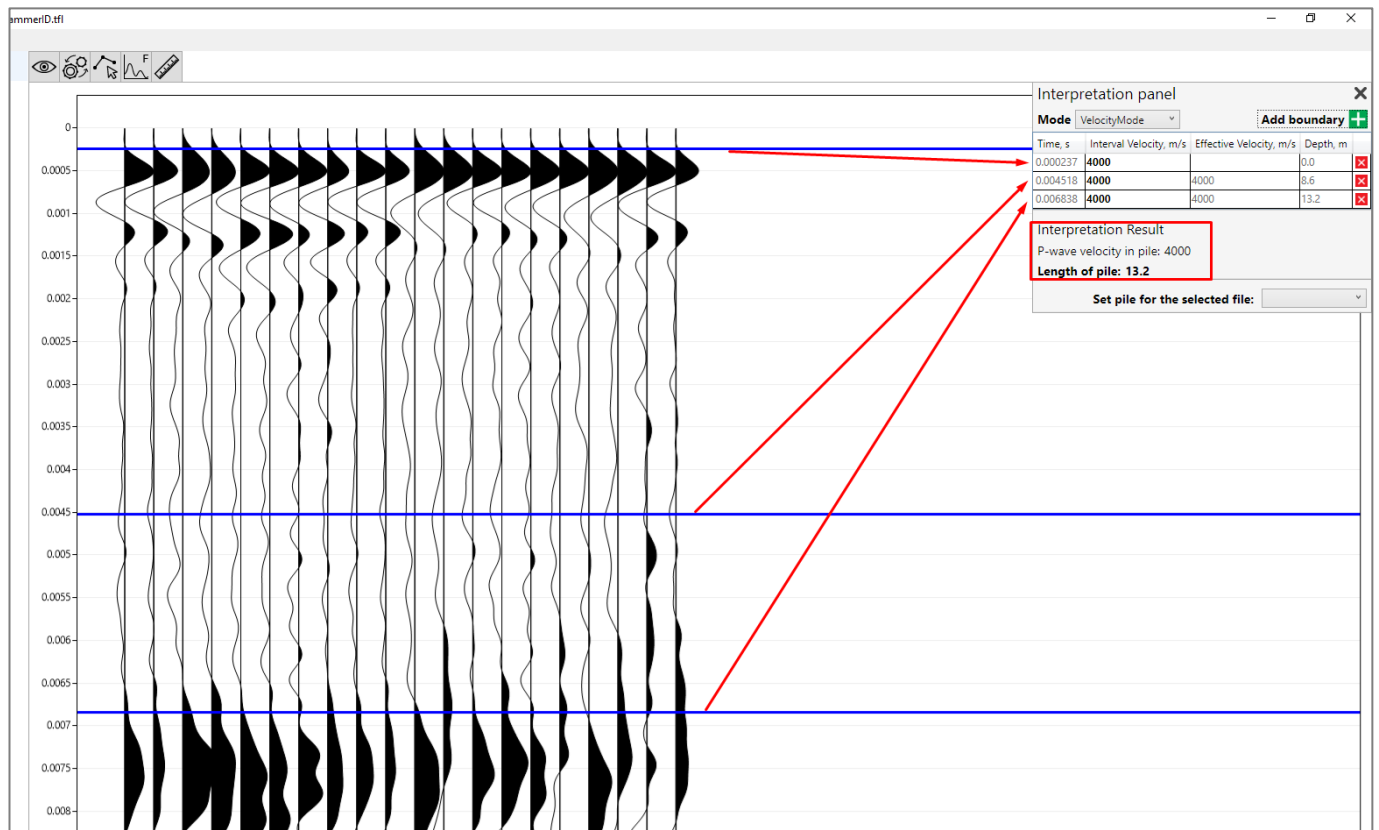 ammerID.tfl
F
Interpretation panel
Mode VelocityMode Add boundary
Time, s Interval Velocity, m/s Effective Velocity, m/s Depth, m
0.000237 4000 0.0
0.004518 4000 4000 8.6
0.006838 4000 4000 13.2
Interpretation Result
P-wave velocity in pile: 4000
Length of pile: 13.2
Set pile for the selected file:
0
0.0005
0.001
0.0015
0.002
0.0025
0.003
0.0035
0.004
0.0045
0.005
0.0055
0.006
0.0065
0.007
0.0075
0.008